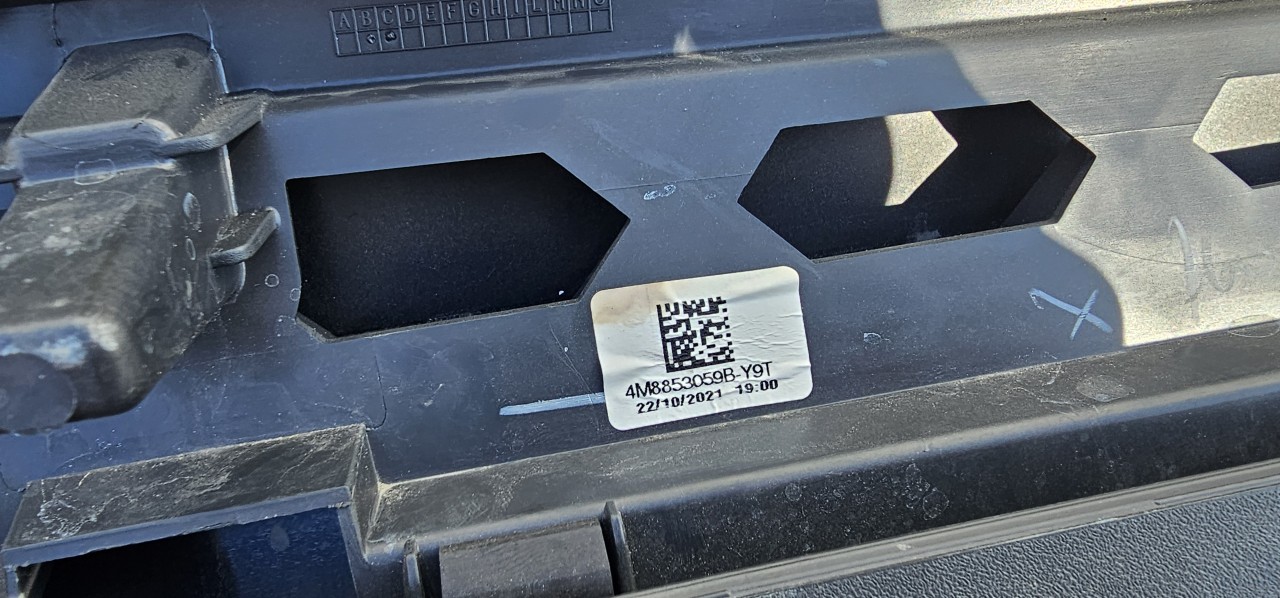 A B C D E F G H I L M N O
4M8853059B-Y9T
22/10/2021 19:00
X